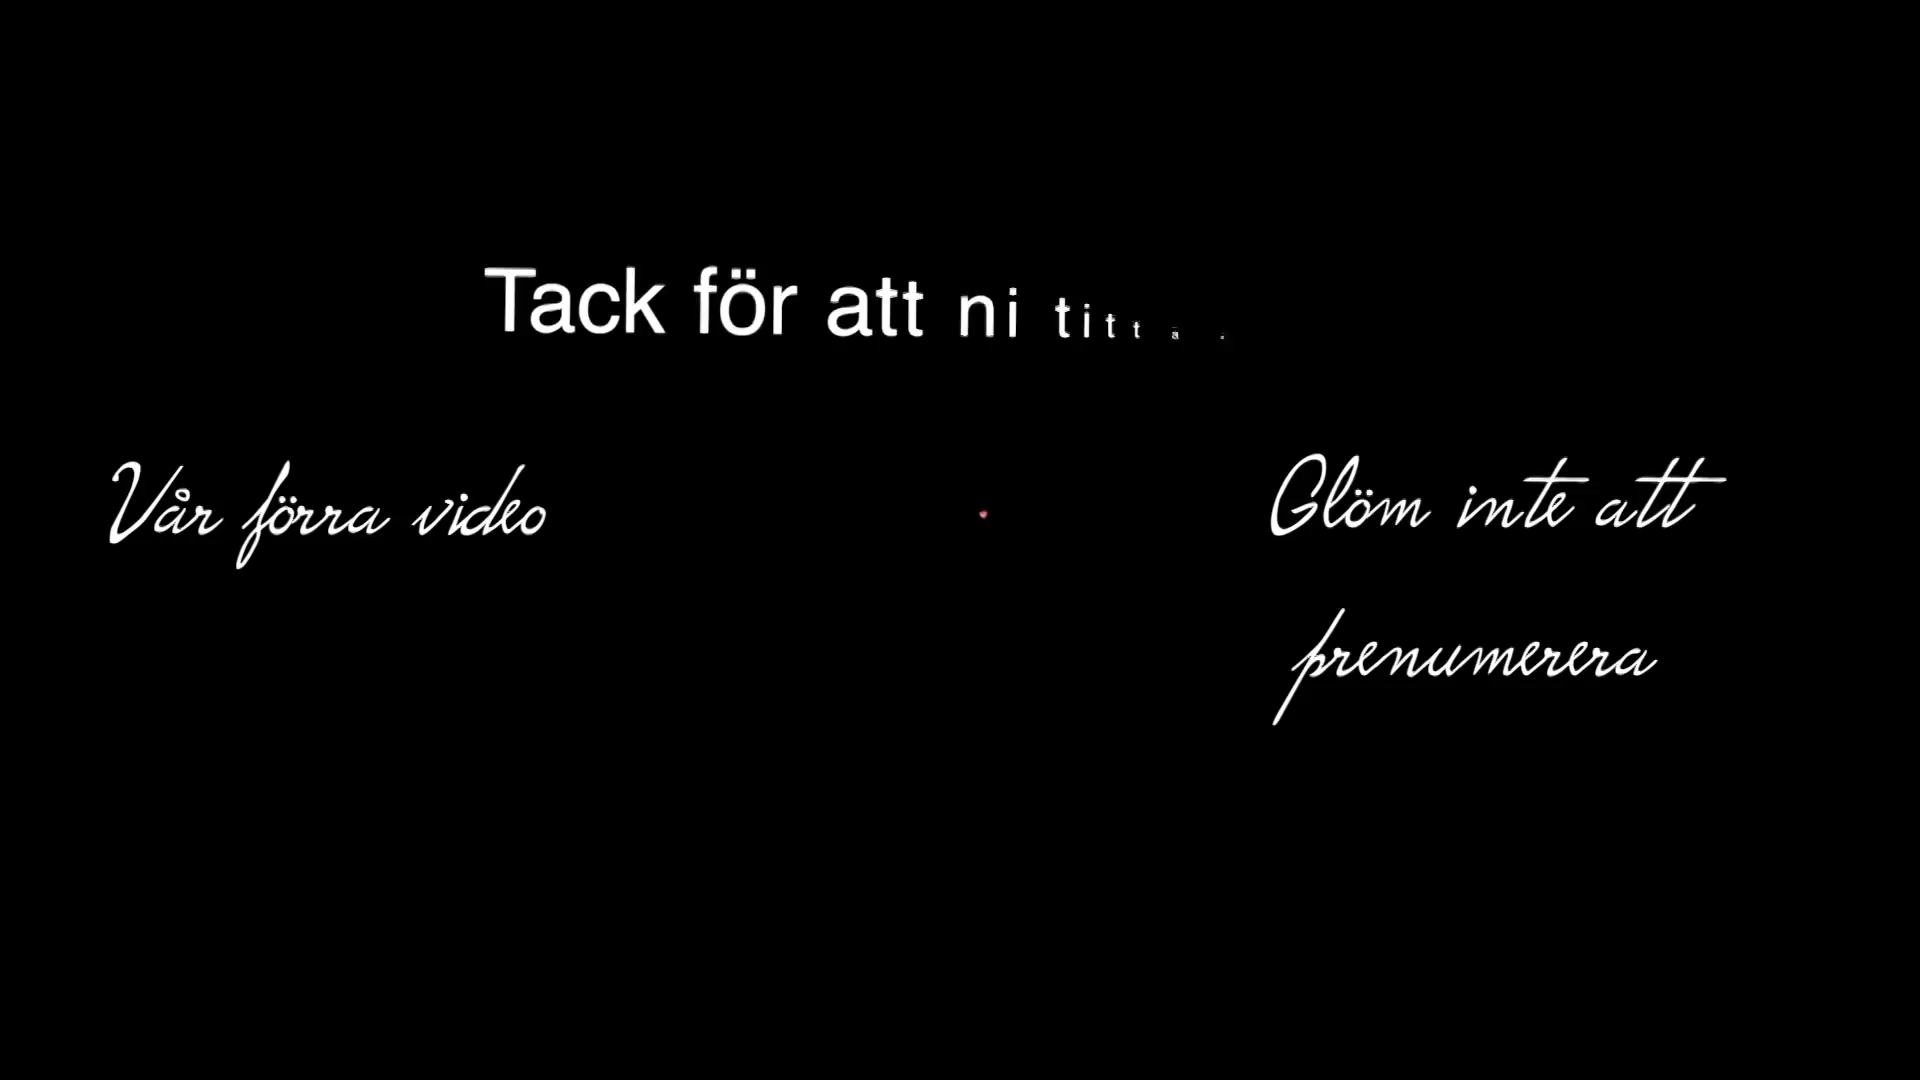 Tack för att ni titta
Vår förra video
Glöm inte att
prenumerera